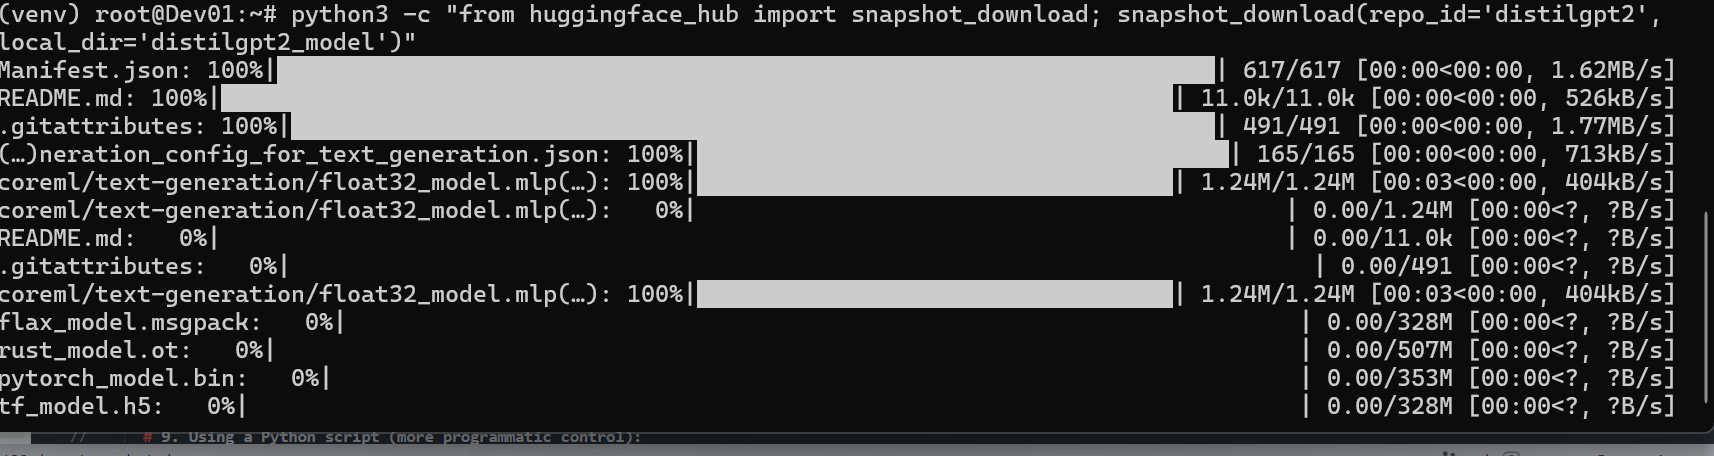 (venv) root@Dev01:~# python3 -c "from huggingface_hub import snapshot_download; snapshot_download(repo_id='distilgpt2',
local_dir='distilgpt2_model')"
Manifest.json: 100%| | 617/617 [00:00<00:00, 1.62MB/s]
README.md: 100%| | 11.0k/11.0k [00:00<00:00, 526kB/s]
.gitattributes: 100%| | 491/491 [00:00<00:00, 1.77MB/s]
(…)neration_config_for_text_generation.json: 100%| | 165/165 [00:00<00:00, 713kB/s]
coreml/text-generation/float32_model.mlp(…): 100%| | 1.24M/1.24M [00:03<00:00, 404kB/s]
coreml/text-generation/float32_model.mlp(…):   0%| | 0.00/1.24M [00:00<?, ?B/s]
README.md:   0%| | 0.00/11.0k [00:00<?, ?B/s]
.gitattributes:   0%| | 0.00/491 [00:00<?, ?B/s]
coreml/text-generation/float32_model.mlp(…): 100%| | 1.24M/1.24M [00:03<00:00, 404kB/s]
flax_model.msgpack:   0%| | 0.00/328M [00:00<?, ?B/s]
rust_model.ot:   0%| | 0.00/507M [00:00<?, ?B/s]
pytorch_model.bin:   0%| | 0.00/353M [00:00<?, ?B/s]
tf_model.h5:   0%| | 0.00/328M [00:00<?, ?B/s]
// # 9. Using a Python script (more programmatic control):